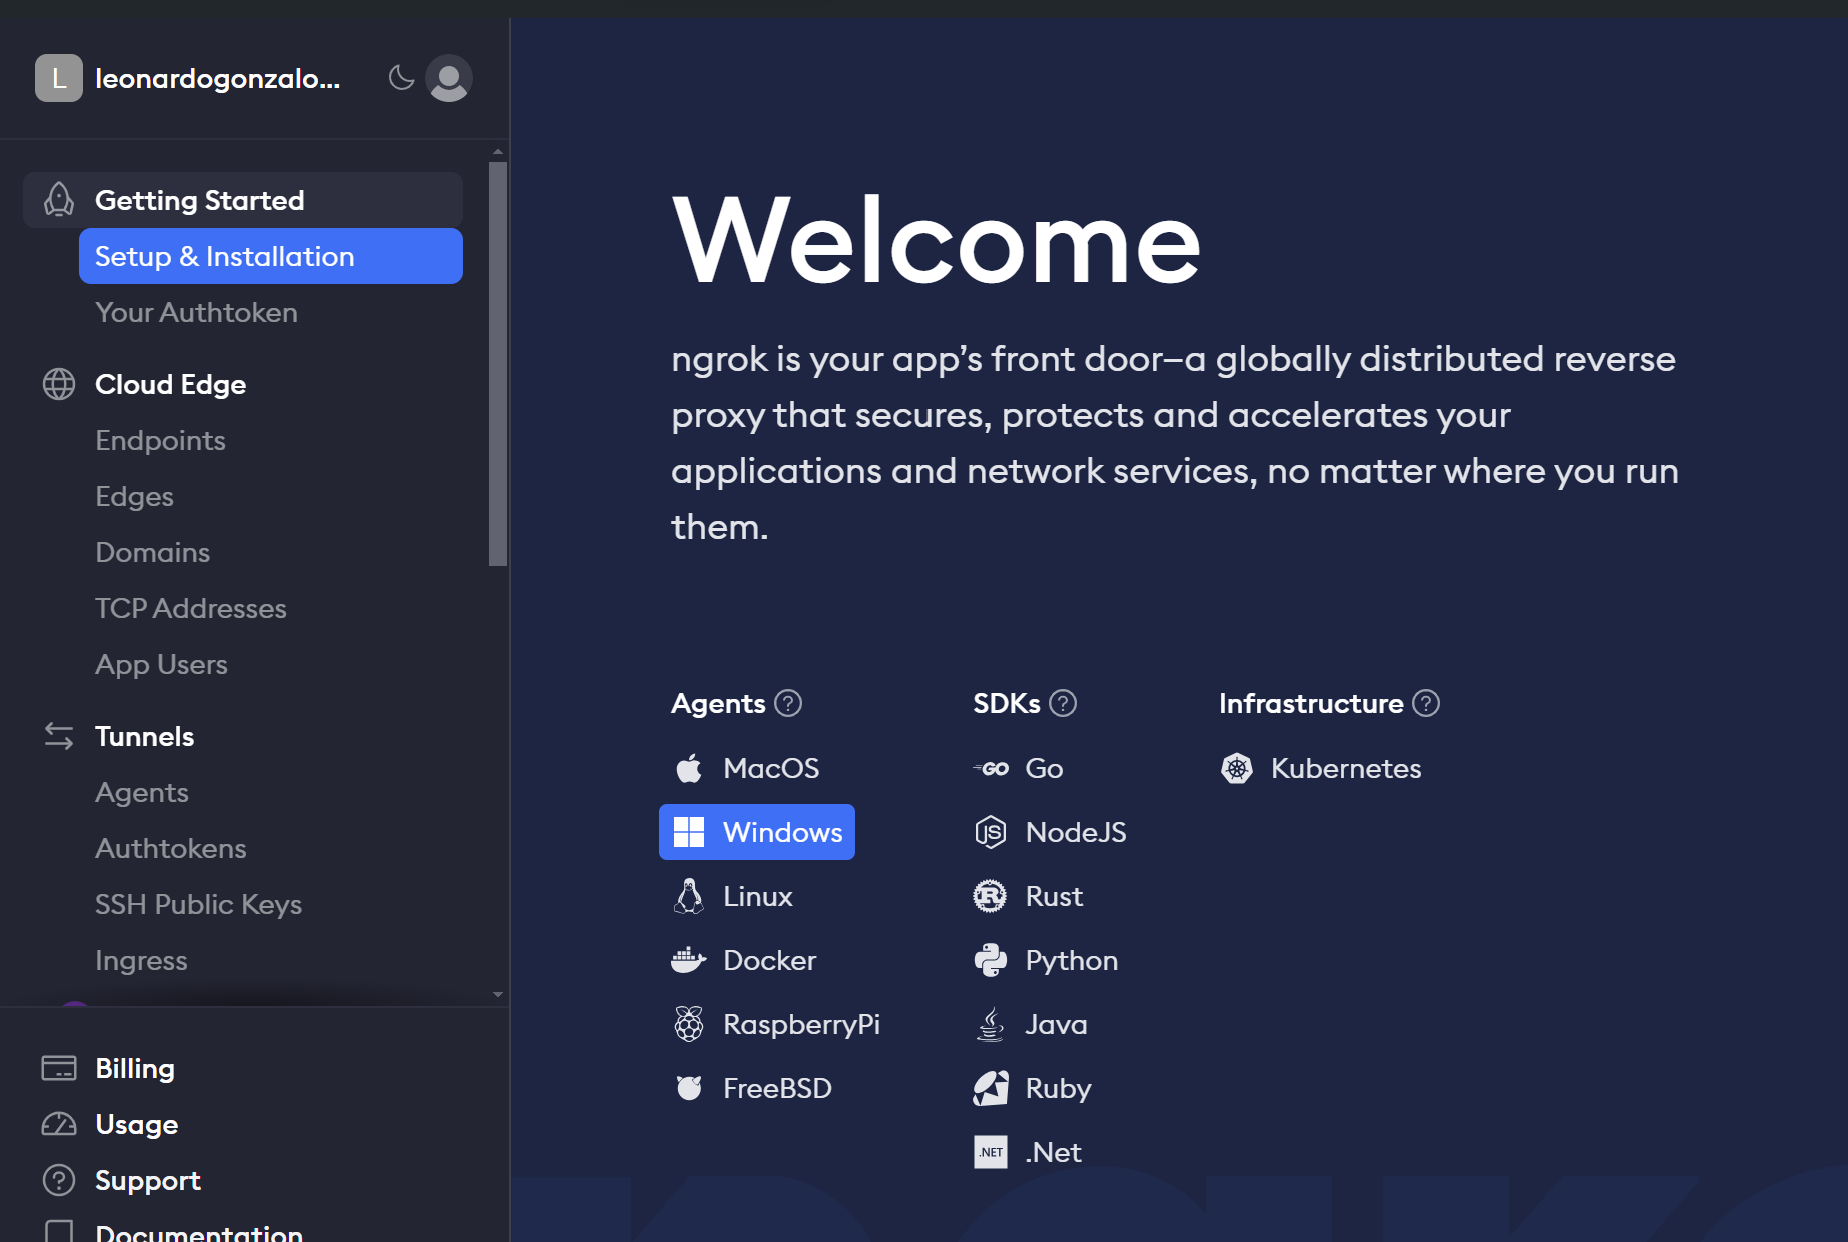 L leonardogonzalo...
Getting Started
Setup & Installation
Your Authtoken
Cloud Edge
Endpoints
Edges
Domains
TCP Addresses
App Users
Tunnels
Agents
Authtokens
SSH Public Keys
Ingress
Billing
Usage
Support
Documentation
Welcome
ngrok is your app’s front door—a globally distributed reverse
proxy that secures, protects and accelerates your
applications and network services, no matter where you run
them.
Agents ?
MacOS
Windows
Linux
Docker
RaspberryPi
FreeBSD
SDKs ?
GO Go
JS NodeJS
R Rust
Python
Java
Ruby
.NET .Net
Infrastructure ?
Kubernetes